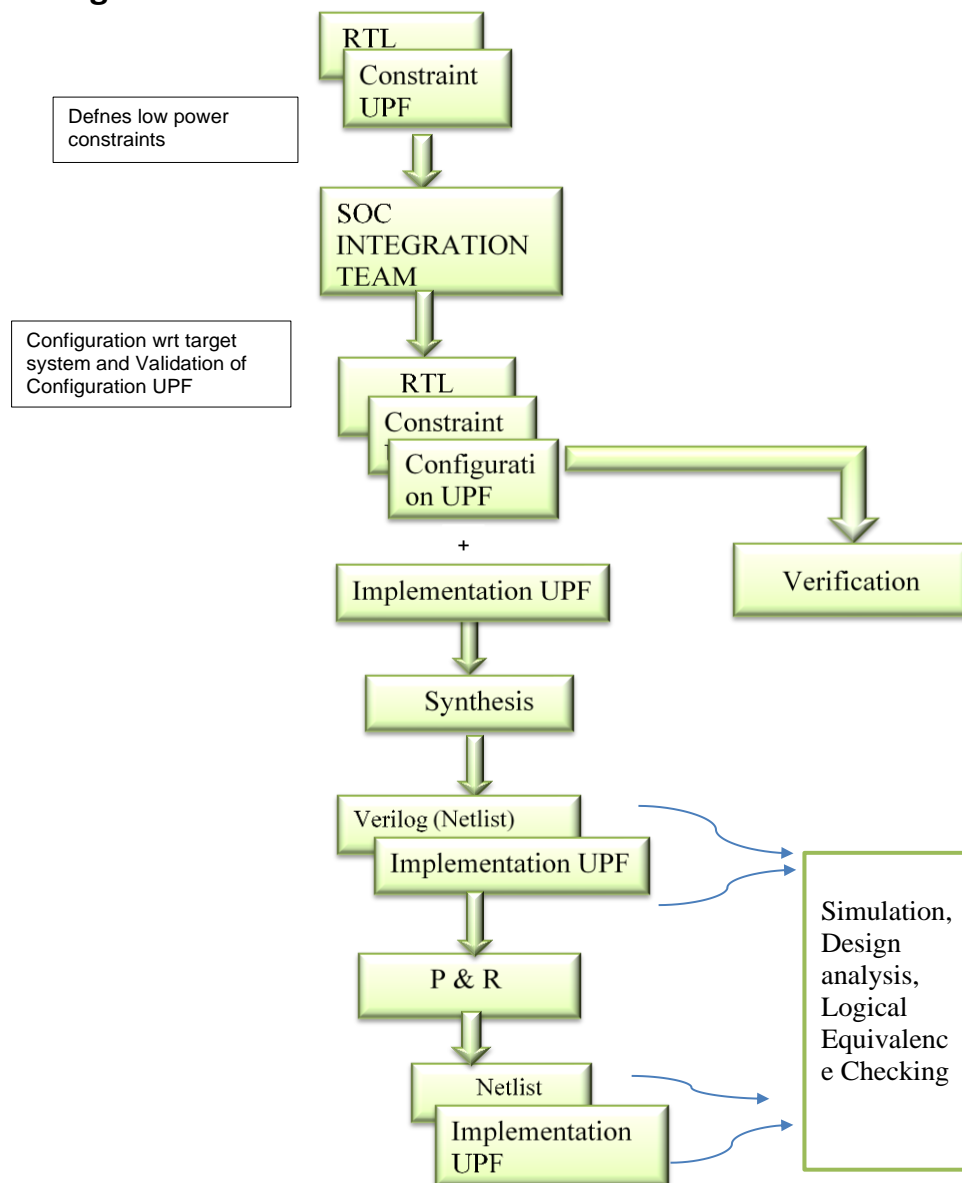 RTL
Constraint
UPF
Defnes low power
constraints
SOC
INTEGRATION
TEAM
Configuration wrt target
system and Validation of
Configuration UPF
RTL
Constraint
Configurati
on UPF
+
Implementation UPF
Verification
Synthesis
Verilog (Netlist)
Implementation UPF
Simulation,
Design
analysis,
Logical
Equivalenc
e Checking
P & R
Netlist
Implementation
UPF